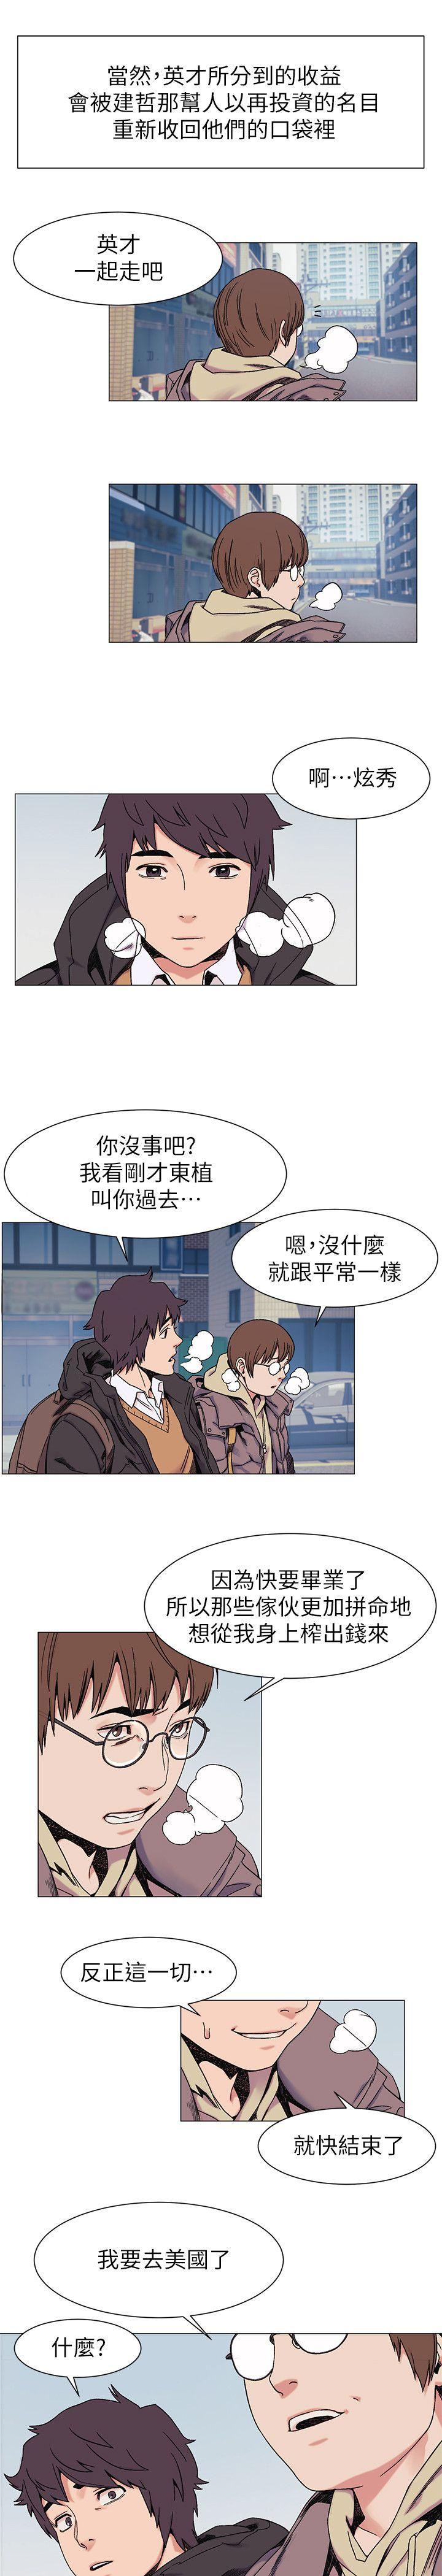 當然，英才所分到的收益
會被建哲那幫人以再投資的名目
重新收回他們的口袋裡
英才
一起走吧
啊…炫秀
你沒事吧？
我看剛才東植
叫你過去…
嗯，沒什麼
就跟平常一樣
因為快要畢業了
所以那些傢伙更加拼命地
想從我身上榨出錢來
反正這一切…
就快結束了
我要去美國了
什麼？